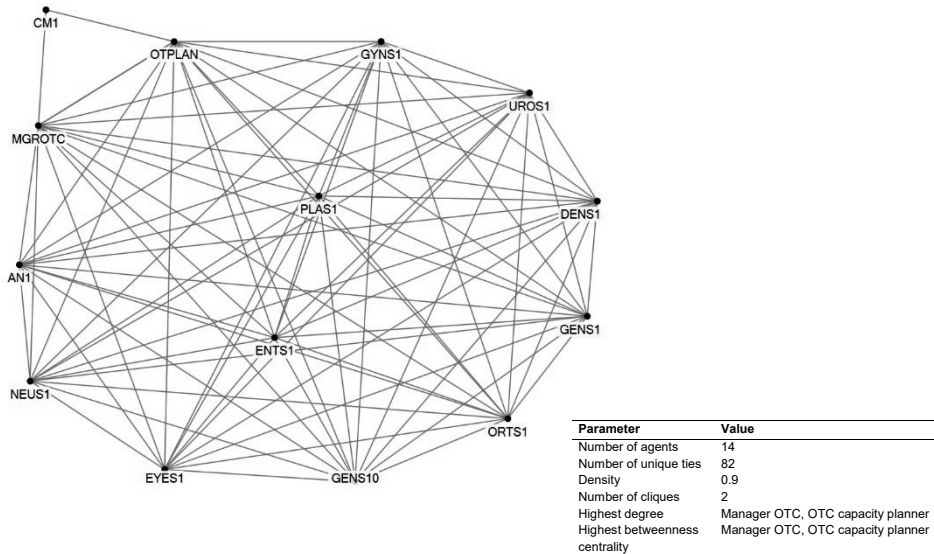 CM1
OTPLAN
GYNS1
UROS1
MGROTC
PLAS1
DENS1
AN1
GENS1
ENTS1
NEUS1
ORTS1
EYES1
GENS10
Parameter Value
Number of agents 14
Number of unique ties 82
Density 0.9
Number of cliques 2
Highest degree Manager OTC, OTC capacity planner
Highest betweenness Manager OTC, OTC capacity planner
centrality